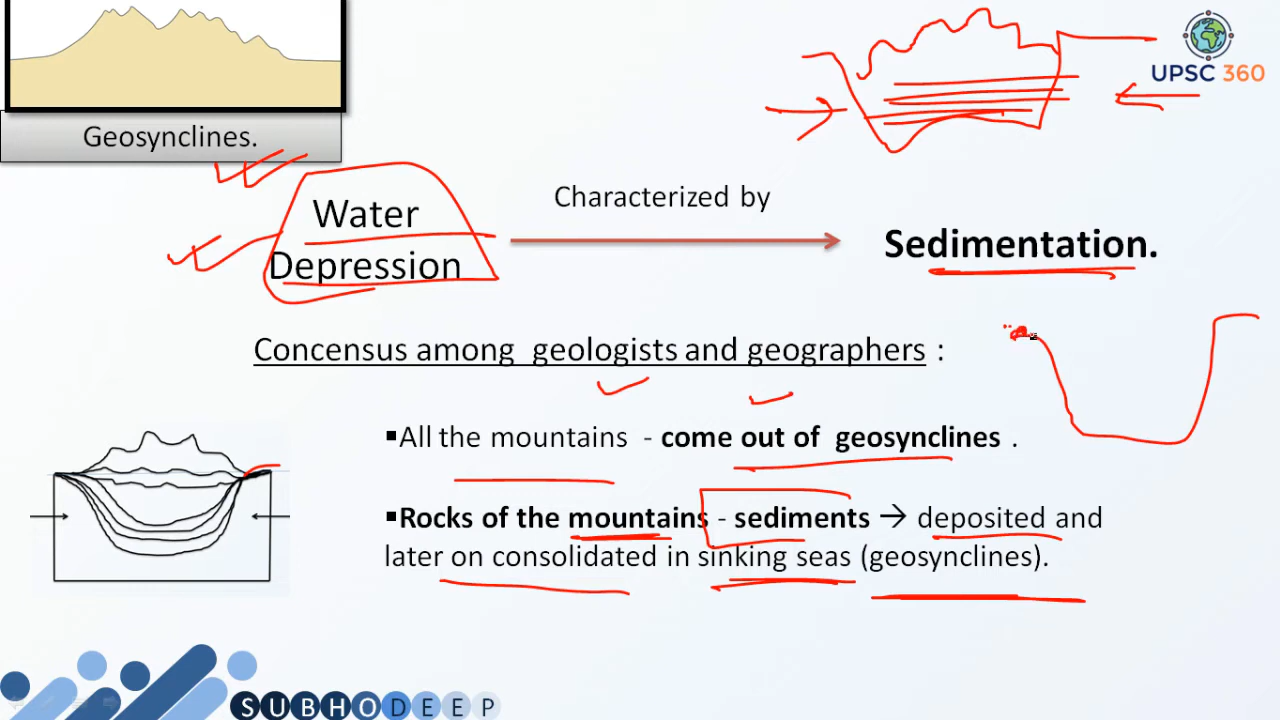 UPSC 360
Geosynclines.
Characterized by
Water
Depression
Sedimentation.
Concensus among geologists and geographers :
▪All the mountains - come out of geosynclines .
▪Rocks of the mountains - sediments → deposited and
later on consolidated in sinking seas (geosynclines).
SUBHODEEP